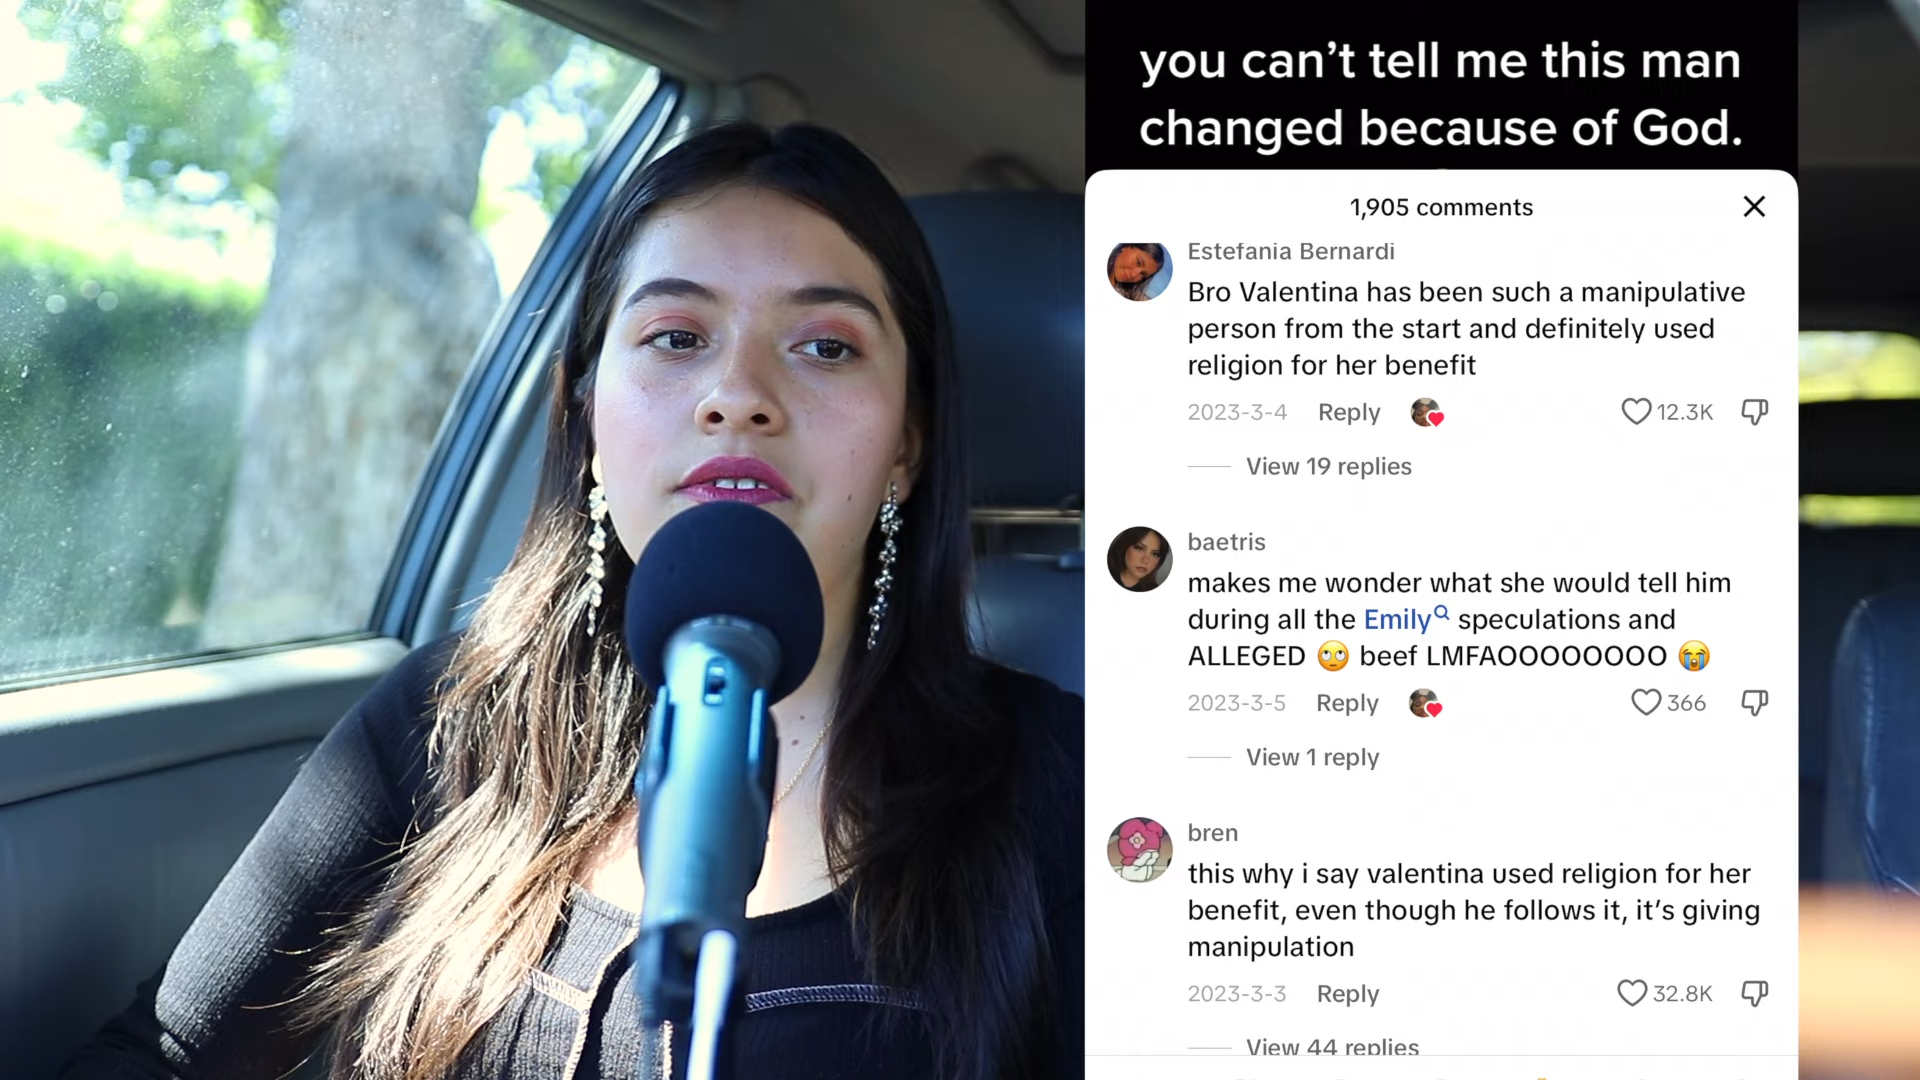 you can’t tell me this man
changed because of God.
1,905 comments
Estefania Bernardi
Bro Valentina has been such a manipulative
person from the start and definitely used
religion for her benefit
2023-3-4 Reply 12.3K
View 19 replies
baetris
makes me wonder what she would tell him
during all the Emily speculations and
ALLEGED 🙄 beef LMFAOOOOOOOO 😭
2023-3-5 Reply 366
View 1 reply
bren
this why i say valentina used religion for her
benefit, even though he follows it, it’s giving
manipulation
2023-3-3 Reply 32.8K
View 44 replies